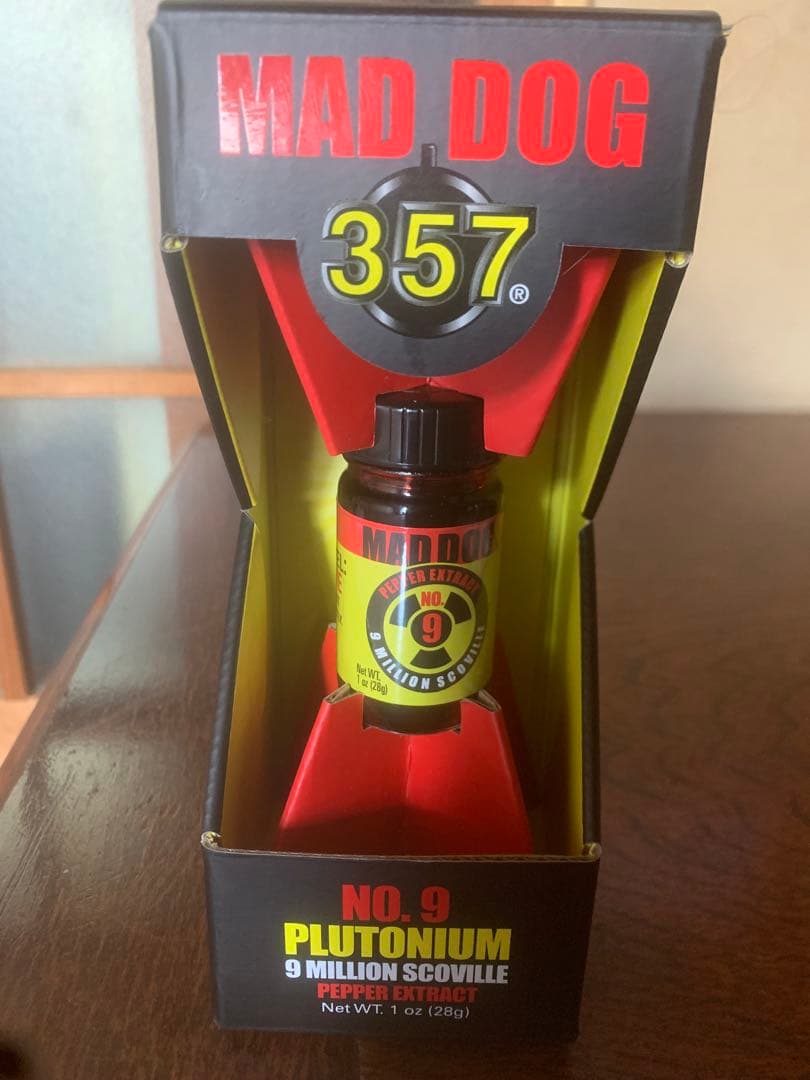 MAD DOG
357®
MAD DOG
PEPPER EXTRACT
NO.
9
9 MILLION SCOVILLE
Net WT.
1 oz (28g)
NO. 9
PLUTONIUM
9 MILLION SCOVILLE
PEPPER EXTRACT
Net WT. 1 oz (28g)